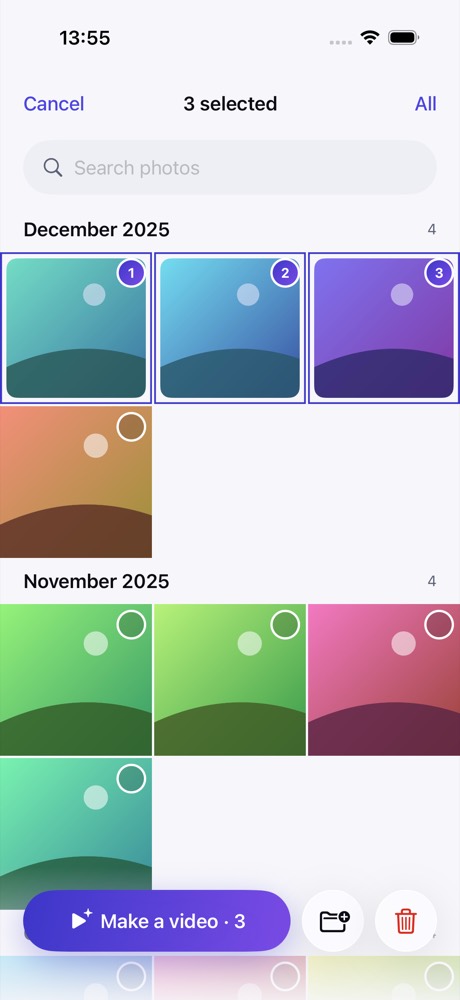 13:55
Cancel
3 selected
All
Search photos
December 2025
4
1
2
3
November 2025
4
Make a video · 3